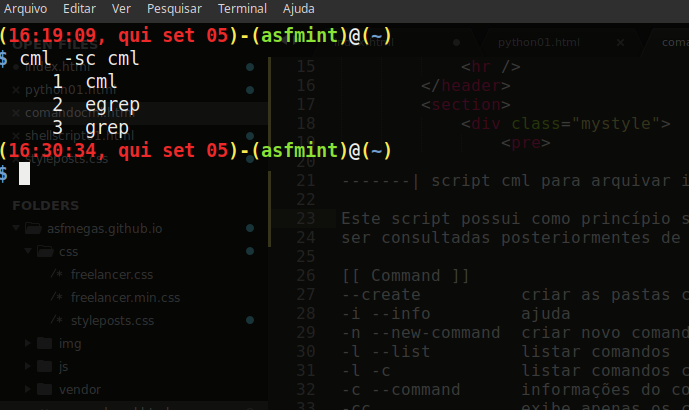 Arquivo Editar Ver Pesquisar Terminal Ajuda
(16:19:09, qui set 05)-(asfmint)@(~)
$ cml -sc cml
1 cml
2 egrep
3 grep
(16:30:34, qui set 05)-(asfmint)@(~)
$
OPEN FILES
index.html
python01.html
shellscript01.html
styleposts.css
FOLDERS
asfmegas.github.io
css
/* freelancer.css
/* freelancer.min.css
/* styleposts.css
img
js
vendor
python01.html
15 <hr />
16 </header>
17 <section>
18 <div class="mystyle">
19 <pre>
20
21 -------| script cml para arquivar i
22
23 Este script possui como princípio s
24 ser consultadas posteriormentes de
25
26 [[ Command ]]
27 --create criar as pastas c
28 -i --info ajuda
29 -n --new-command criar novo comand
30 -l --list listar comandos
31 -l -c listar comandos c
32 -c --command informações do co
33 -cc exibe apenas os c